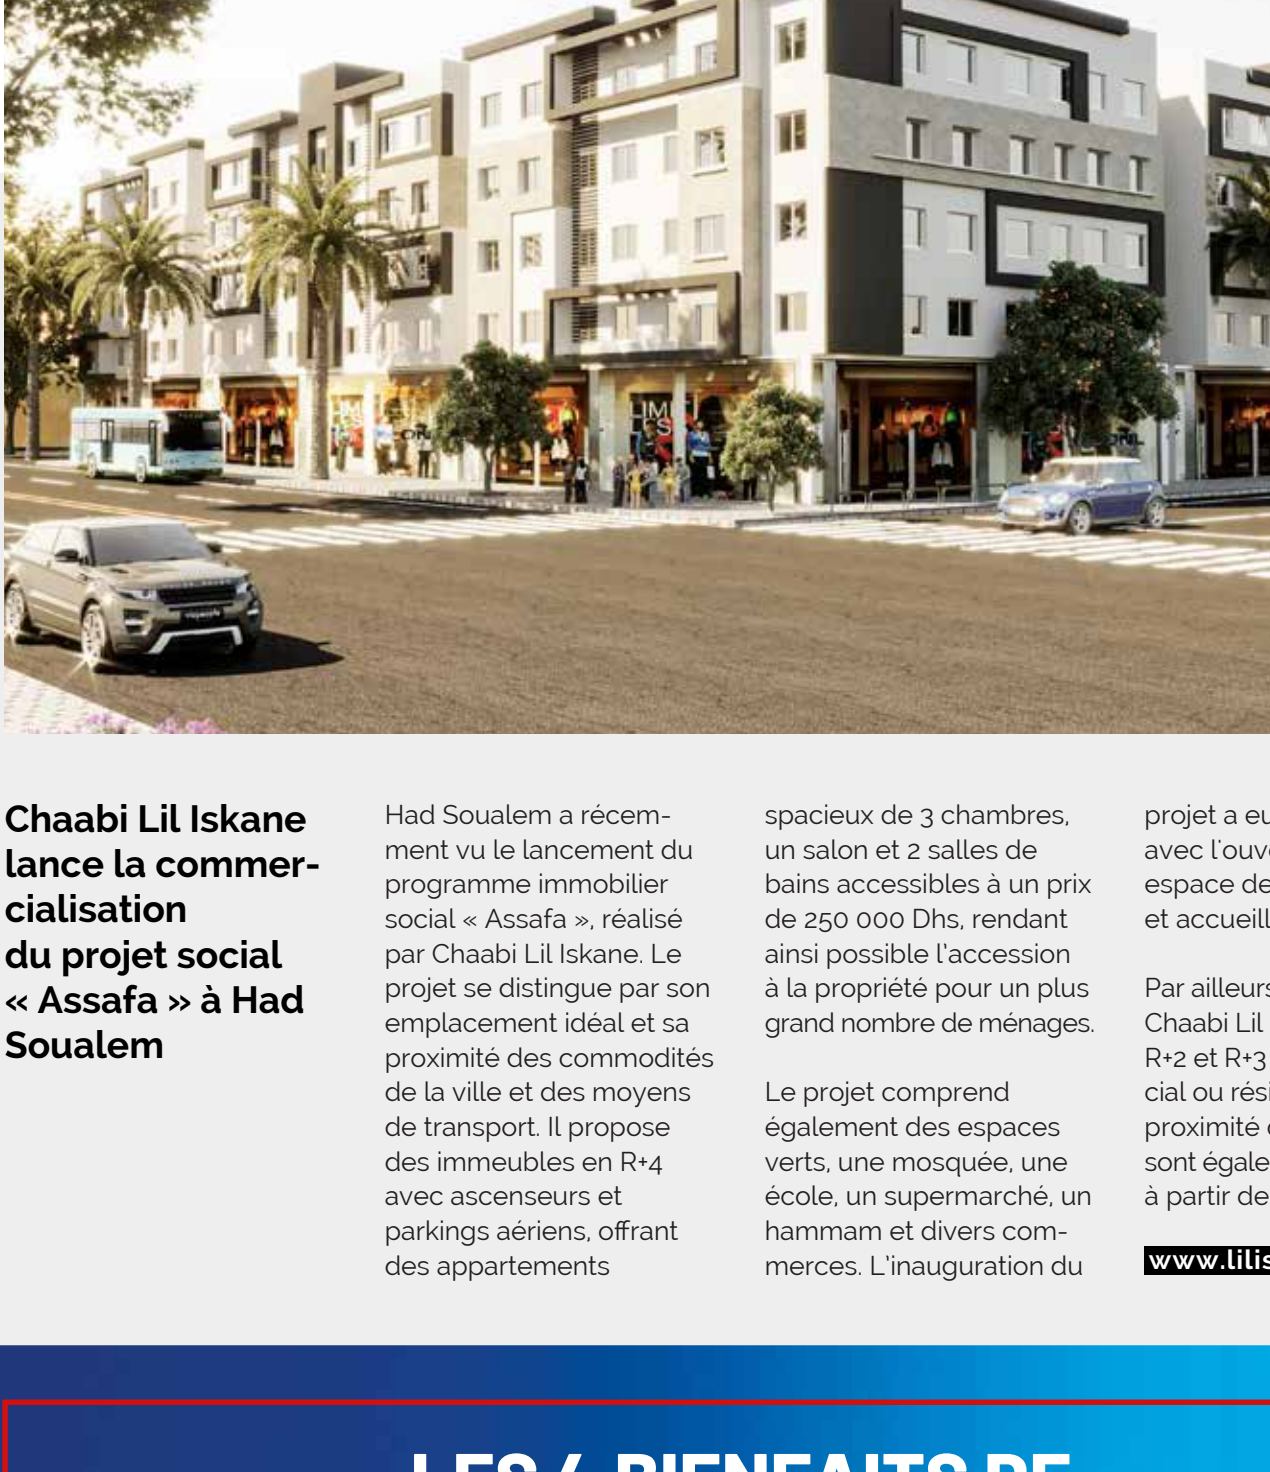 Chaabi Lil Iskane
lance la commer-
cialisation
du projet social
« Assafa » à Had
Soualem
Had Soualem a récem-
ment vu le lancement du
programme immobilier
social « Assafa », réalisé
par Chaabi Lil Iskane. Le
projet se distingue par son
emplacement idéal et sa
proximité des commodités
de la ville et des moyens
de transport. Il propose
des immeubles en R+4
avec ascenseurs et
parkings aériens, offrant
des appartements
spacieux de 3 chambres,
un salon et 2 salles de
bains accessibles à un prix
de 250 000 Dhs, rendant
ainsi possible l'accession
à la propriété pour un plus
grand nombre de ménages.
Le projet comprend
également des espaces
verts, une mosquée, une
école, un supermarché, un
hammam et divers com-
merces. L'inauguration du
projet a eu
avec l'ouv
espace de
et accueill
Par ailleurs
Chaabi Lil
R+2 et R+3
cial ou rési
proximité
sont égale
à partir de
www.lilis
LES 4 BIENFAITS DE